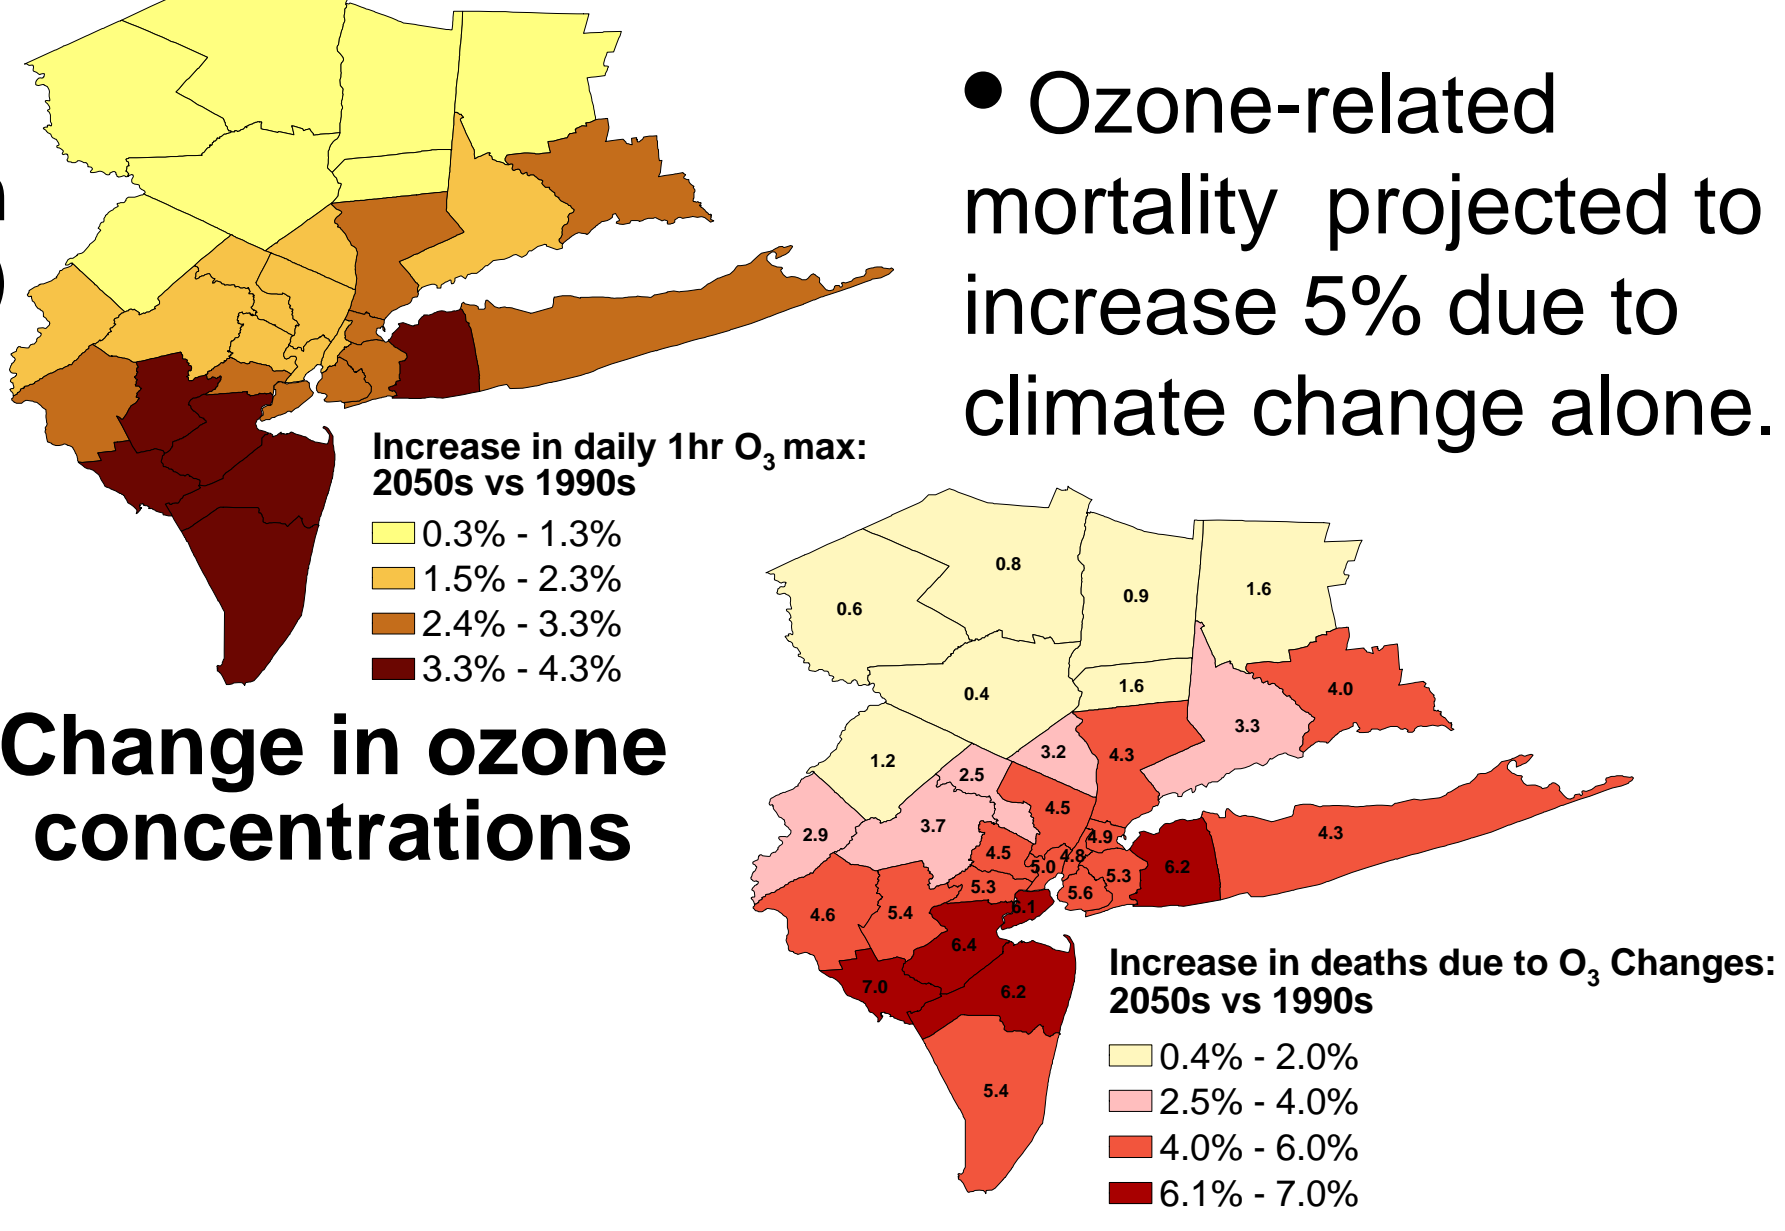 • Ozone-related
mortality projected to
increase 5% due to
climate change alone.
Increase in daily 1hr O3 max:
2050s vs 1990s
0.3% - 1.3%
1.5% - 2.3%
2.4% - 3.3%
3.3% - 4.3%
Change in ozone
concentrations
0.8
0.6
0.9
1.6
0.4
1.6
4.0
3.3
1.2
3.2
4.3
2.5
4.5
2.9
3.7
4.9
4.3
4.5
5.0
4.8
6.2
5.3
5.3
5.6
4.6
5.4
6.1
6.4
7.0
6.2
5.4
Increase in deaths due to O3 Changes:
2050s vs 1990s
0.4% - 2.0%
2.5% - 4.0%
4.0% - 6.0%
6.1% - 7.0%